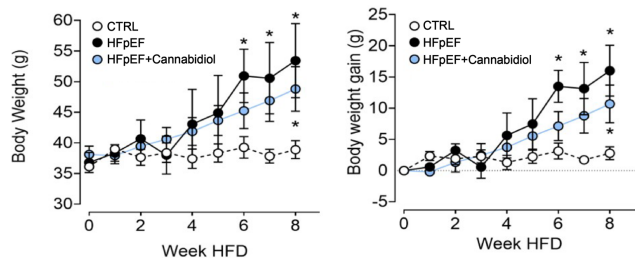 CTRL
HFpEF
HFpEF+Cannabidiol
Body Weight (g)
60
55
50
45
40
35
30
* * *
*
0 2 4 6 8
Week HFD
CTRL
HFpEF
HFpEF+Cannabidiol
Body weight gain (g)
25
20
15
10
5
0
-5
* * *
*
0 2 4 6 8
Week HFD